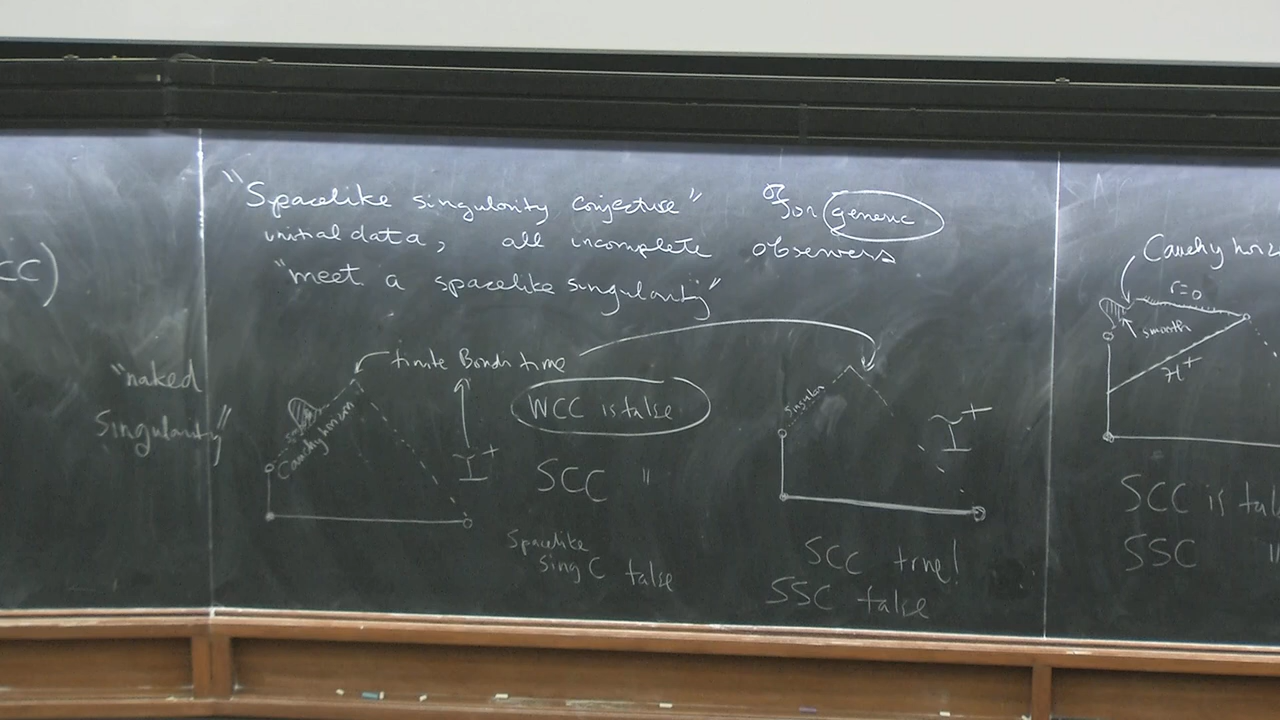 CC)
"naked
Singularity"
"Spacelike singularity conjecture" for generic
initial data, all incomplete observers
"meet a spacelike singularity"
finite Bondi time
Cauchy horizon
I+
WCC is false
SCC "
Spacelike
sing C false
singular
I+
SCC true!
SSC false
Cauchy horiz
r=0
smooth
H+
SCC is fal
SSC "